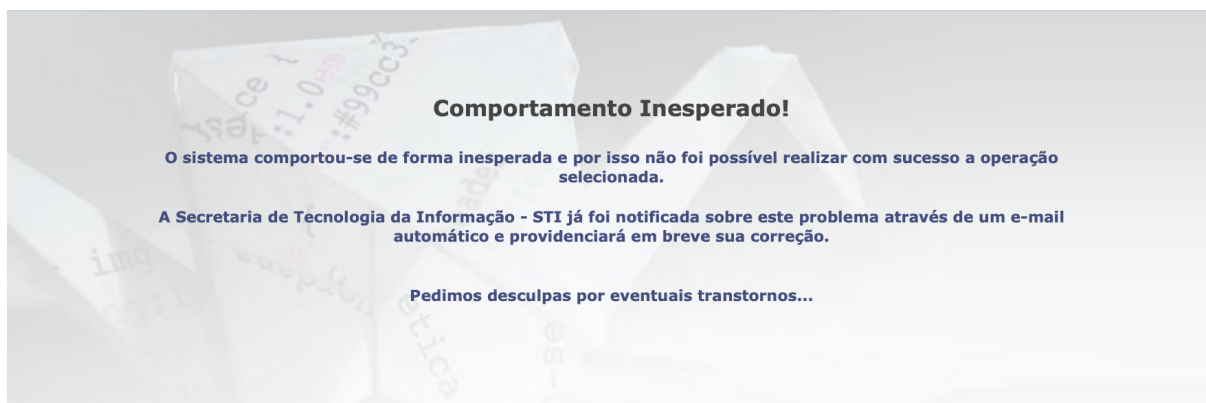 Comportamento Inesperado!
O sistema comportou-se de forma inesperada e por isso não foi possível realizar com sucesso a operação
selecionada.
A Secretaria de Tecnologia da Informação - STI já foi notificada sobre este problema através de um e-mail
automático e providenciará em breve sua correção.
Pedimos desculpas por eventuais transtornos...